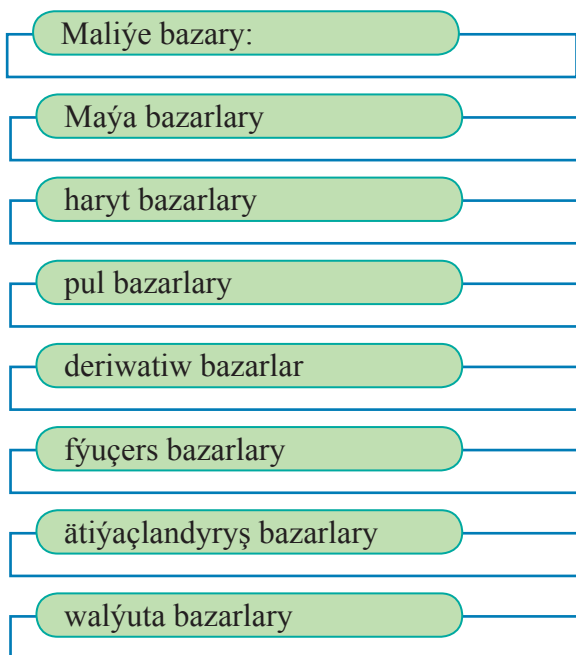 Maliýe bazary:
Maýa bazarlary
haryt bazarlary
pul bazarlary
deriwatiw bazarlar
fýuçers bazarlary
ätiýaçlandyryş bazarlary
walýuta bazarlary